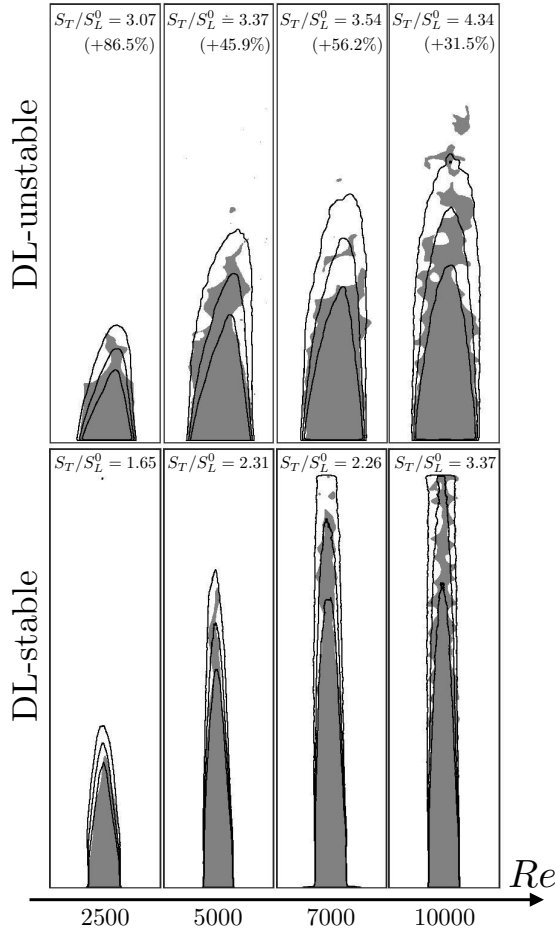 S_T/S_L^0 = 3.07
(+86.5%)
S_T/S_L^0 = 3.37
(+45.9%)
S_T/S_L^0 = 3.54
(+56.2%)
S_T/S_L^0 = 4.34
(+31.5%)
DL-unstable
S_T/S_L^0 = 1.65
S_T/S_L^0 = 2.31
S_T/S_L^0 = 2.26
S_T/S_L^0 = 3.37
DL-stable
Re
2500 5000 7000 10000